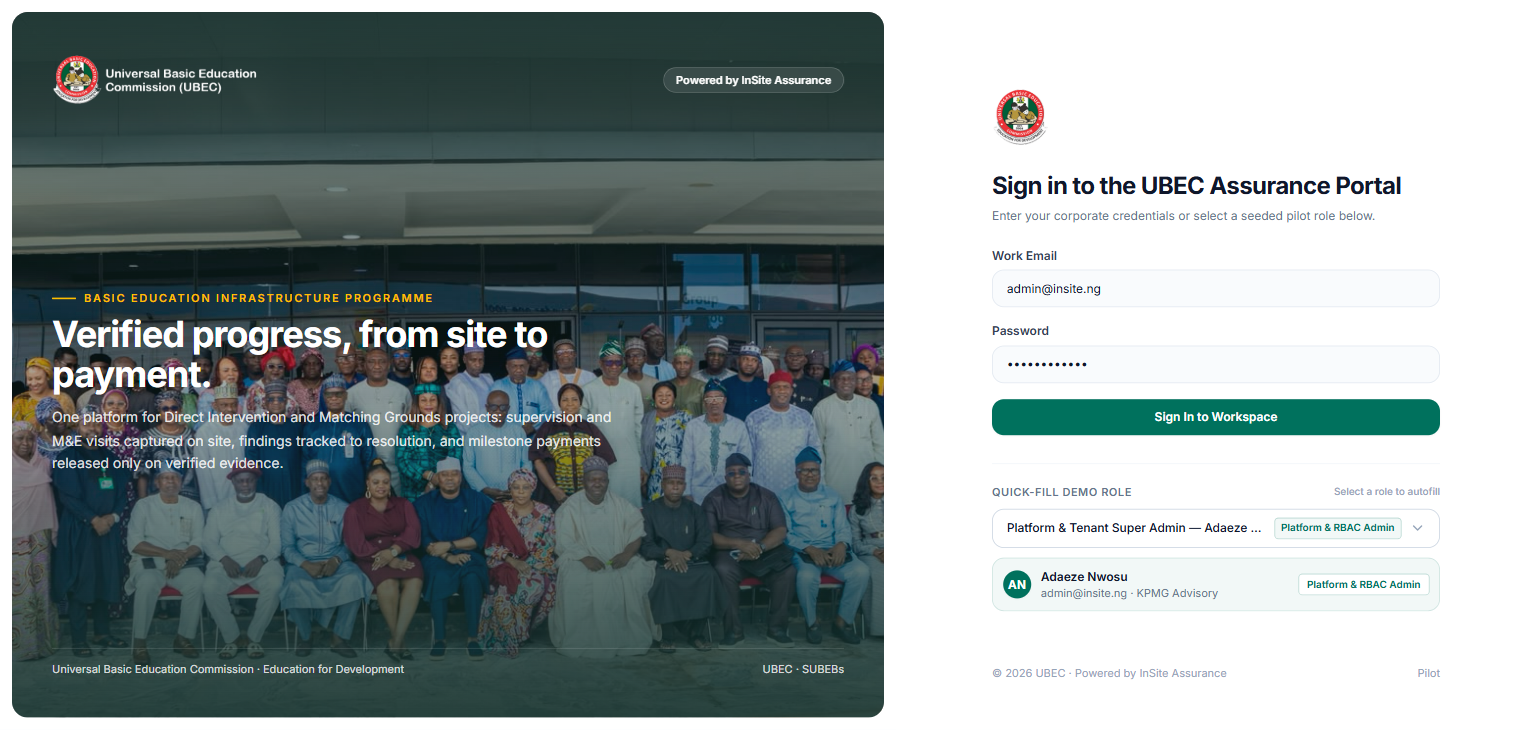 Universal Basic Education
Commission (UBEC)
Powered by InSite Assurance
BASIC EDUCATION INFRASTRUCTURE PROGRAMME
Verified progress, from site to
payment.
One platform for Direct Intervention and Matching Grounds projects: supervision and
M&E visits captured on site, findings tracked to resolution, and milestone payments
released only on verified evidence.
Universal Basic Education Commission · Education for Development
UBEC · SUBEBs
Sign in to the UBEC Assurance Portal
Enter your corporate credentials or select a seeded pilot role below.
Work Email
admin@insite.ng
Password
••••••••••••
Sign In to Workspace
QUICK-FILL DEMO ROLE
Select a role to autofill
Platform & Tenant Super Admin — Adaeze ...
Platform & RBAC Admin
AN
Adaeze Nwosu
admin@insite.ng · KPMG Advisory
Platform & RBAC Admin
© 2026 UBEC · Powered by InSite Assurance
Pilot